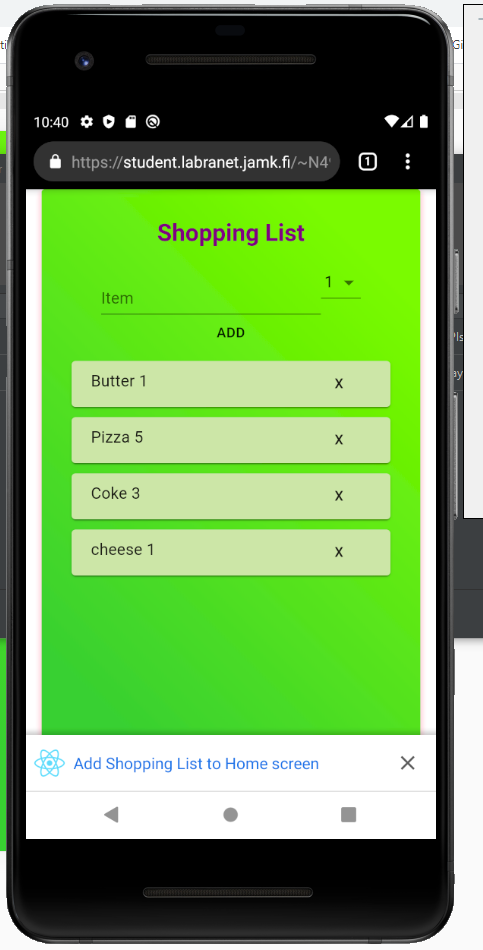 10:40
https://student.labranet.jamk.fi/~N4
1
Shopping List
Item
1
ADD
Butter 1 x
Pizza 5 x
Coke 3 x
cheese 1 x
Add Shopping List to Home screen